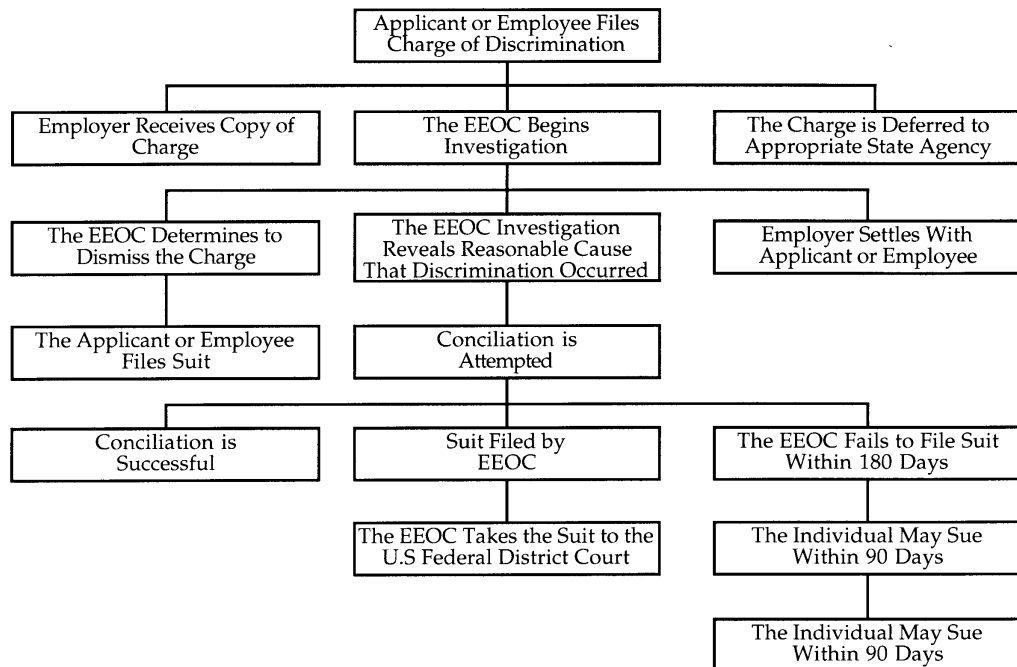 Applicant or Employee Files
Charge of Discrimination
Employer Receives Copy of
Charge
The EEOC Begins
Investigation
The Charge is Deferred to
Appropriate State Agency
The EEOC Determines to
Dismiss the Charge
The EEOC Investigation
Reveals Reasonable Cause
That Discrimination Occurred
Employer Settles With
Applicant or Employee
The Applicant or Employee
Files Suit
Conciliation is
Attempted
Conciliation is
Successful
Suit Filed by
EEOC
The EEOC Fails to File Suit
Within 180 Days
The EEOC Takes the Suit to the
U.S Federal District Court
The Individual May Sue
Within 90 Days
The Individual May Sue
Within 90 Days